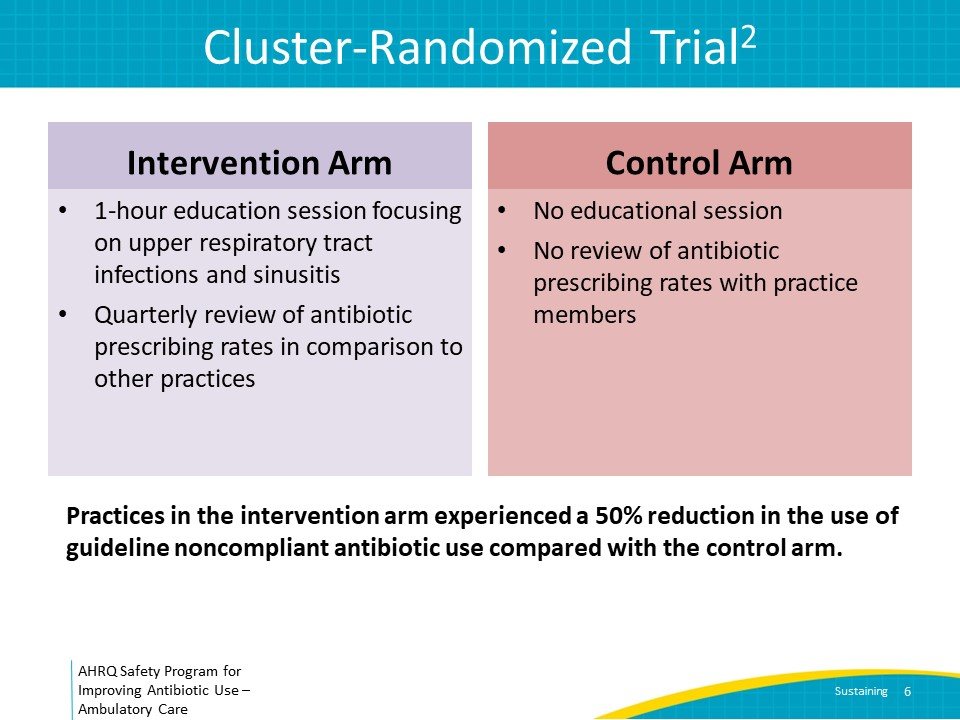 Cluster-Randomized Trial²
Intervention Arm
• 1-hour education session focusing
on upper respiratory tract
infections and sinusitis
• Quarterly review of antibiotic
prescribing rates in comparison to
other practices
Control Arm
• No educational session
• No review of antibiotic
prescribing rates with practice
members
Practices in the intervention arm experienced a 50% reduction in the use of
guideline noncompliant antibiotic use compared with the control arm.
AHRQ Safety Program for
Improving Antibiotic Use –
Ambulatory Care
Sustaining 6